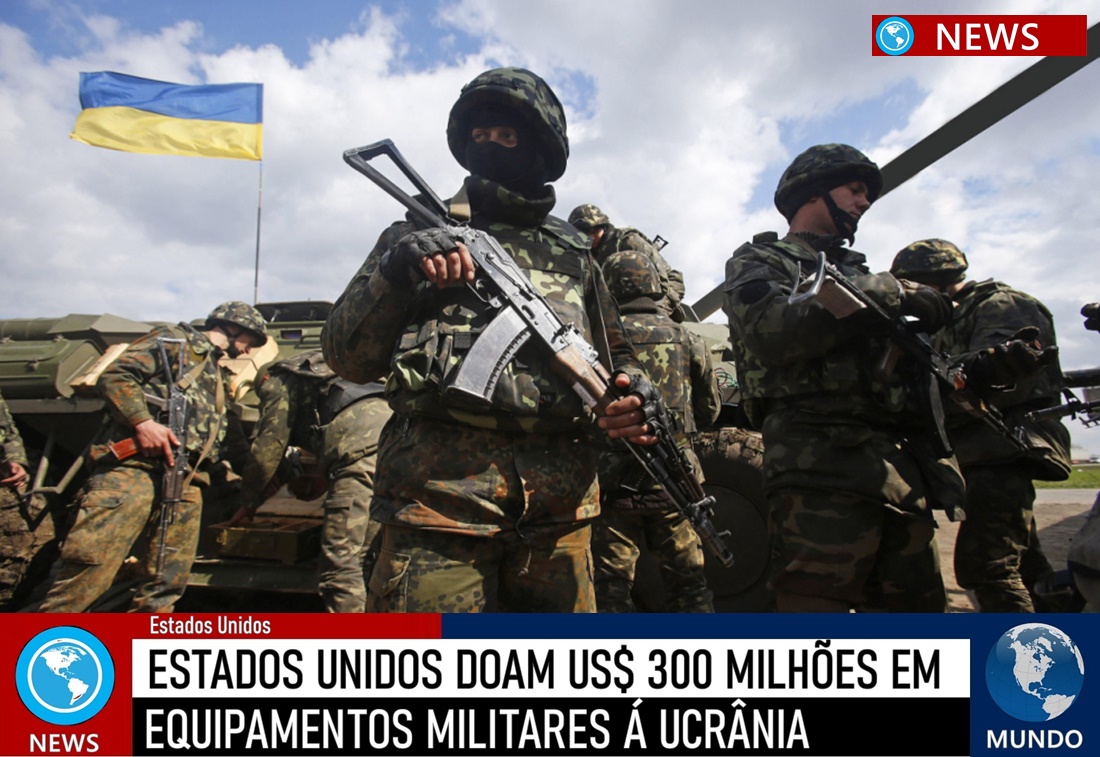 NEWS
Estados Unidos
ESTADOS UNIDOS DOAM US$ 300 MILHÕES EM
EQUIPAMENTOS MILITARES Á UCRÂNIA
NEWS
MUNDO